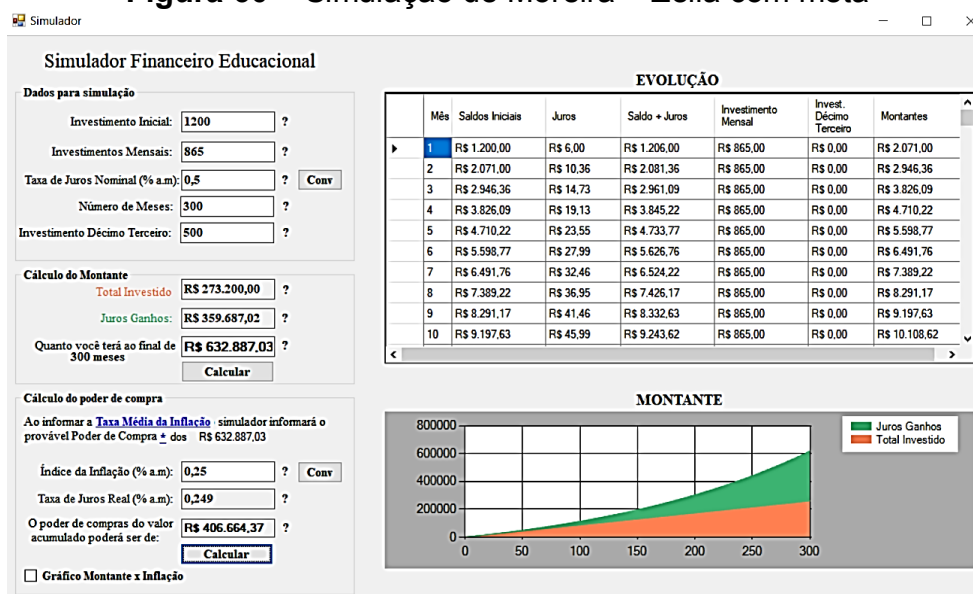 Figura 30 – Simulação de Moreira – Zélia com meta
Simulador
Simulador Financeiro Educacional
Dados para simulação
Investimento Inicial: 1200 ?
Investimentos Mensais: 865 ?
Taxa de Juros Nominal (% a.m): 0,5 ? Conv
Número de Meses: 300 ?
Investimento Décimo Terceiro: 500 ?
Cálculo do Montante
Total Investido R$ 273.200,00 ?
Juros Ganhos: R$ 359.687,02 ?
Quanto você terá ao final de R$ 632.887,03 ?
300 meses
Calcular
Cálculo do poder de compra
Ao informar a Taxa Média da Inflação simulador informará o
provável Poder de Compra * dos R$ 632.887,03
Índice da Inflação (% a.m): 0,25 ? Conv
Taxa de Juros Real (% a.m): 0,249 ?
O poder de compras do valor R$ 406.664,37 ?
acumulado poderá ser de:
Calcular
Gráfico Montante x Inflação
EVOLUÇÃO
Mês Saldos Iniciais Juros Saldo + Juros Investimento Mensal Invest. Décimo Terceiro Montantes
1 R$ 1.200,00 R$ 6,00 R$ 1.206,00 R$ 865,00 R$ 0,00 R$ 2.071,00
2 R$ 2.071,00 R$ 10,36 R$ 2.081,36 R$ 865,00 R$ 0,00 R$ 2.946,36
3 R$ 2.946,36 R$ 14,73 R$ 2.961,09 R$ 865,00 R$ 0,00 R$ 3.826,09
4 R$ 3.826,09 R$ 19,13 R$ 3.845,22 R$ 865,00 R$ 0,00 R$ 4.710,22
5 R$ 4.710,22 R$ 23,55 R$ 4.733,77 R$ 865,00 R$ 0,00 R$ 5.598,77
6 R$ 5.598,77 R$ 27,99 R$ 5.626,76 R$ 865,00 R$ 0,00 R$ 6.491,76
7 R$ 6.491,76 R$ 32,46 R$ 6.524,22 R$ 865,00 R$ 0,00 R$ 7.389,22
8 R$ 7.389,22 R$ 36,95 R$ 7.426,17 R$ 865,00 R$ 0,00 R$ 8.291,17
9 R$ 8.291,17 R$ 41,46 R$ 8.332,63 R$ 865,00 R$ 0,00 R$ 9.197,63
10 R$ 9.197,63 R$ 45,99 R$ 9.243,62 R$ 865,00 R$ 0,00 R$ 10.108,62
MONTANTE
800000
600000
400000
200000
0
0 50 100 150 200 250 300
Juros Ganhos
Total Investido